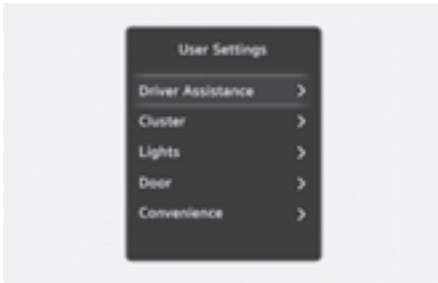 User Settings
Driver Assistance
Cluster
Lights
Door
Convenience